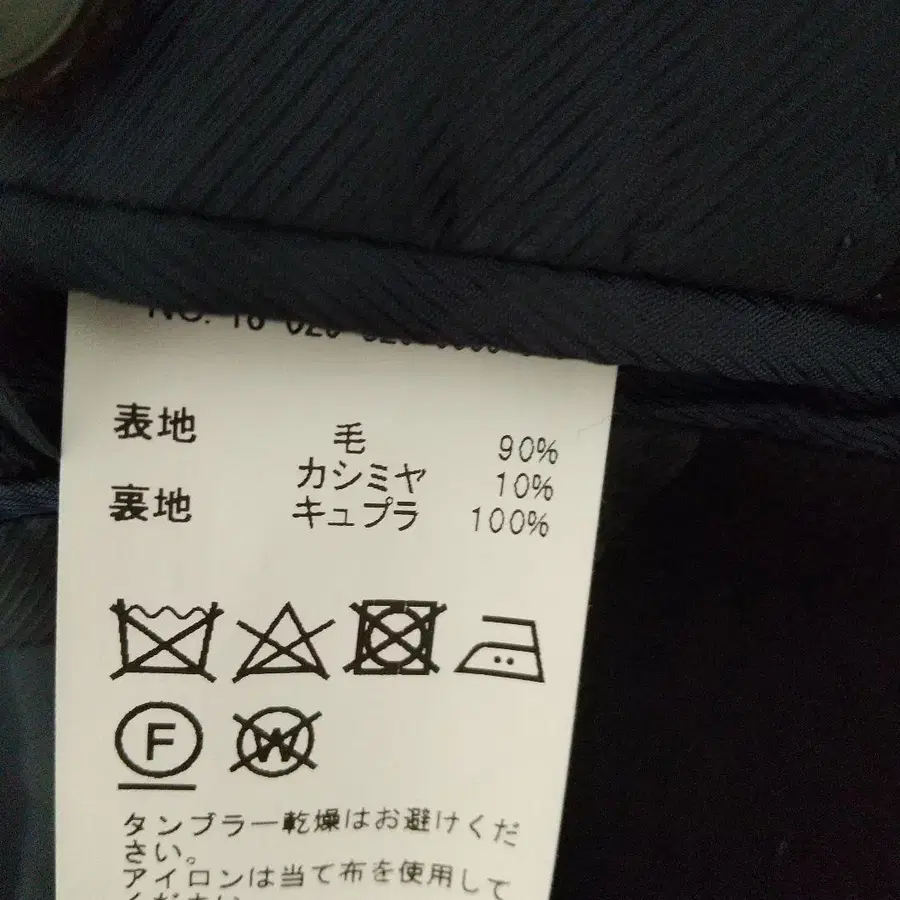 表地 毛 90%
カシミヤ 10%
裏地 キュプラ 100%
F
W
タンブラー乾燥はお避けくだ
さい。
アイロンは当て布を使用して